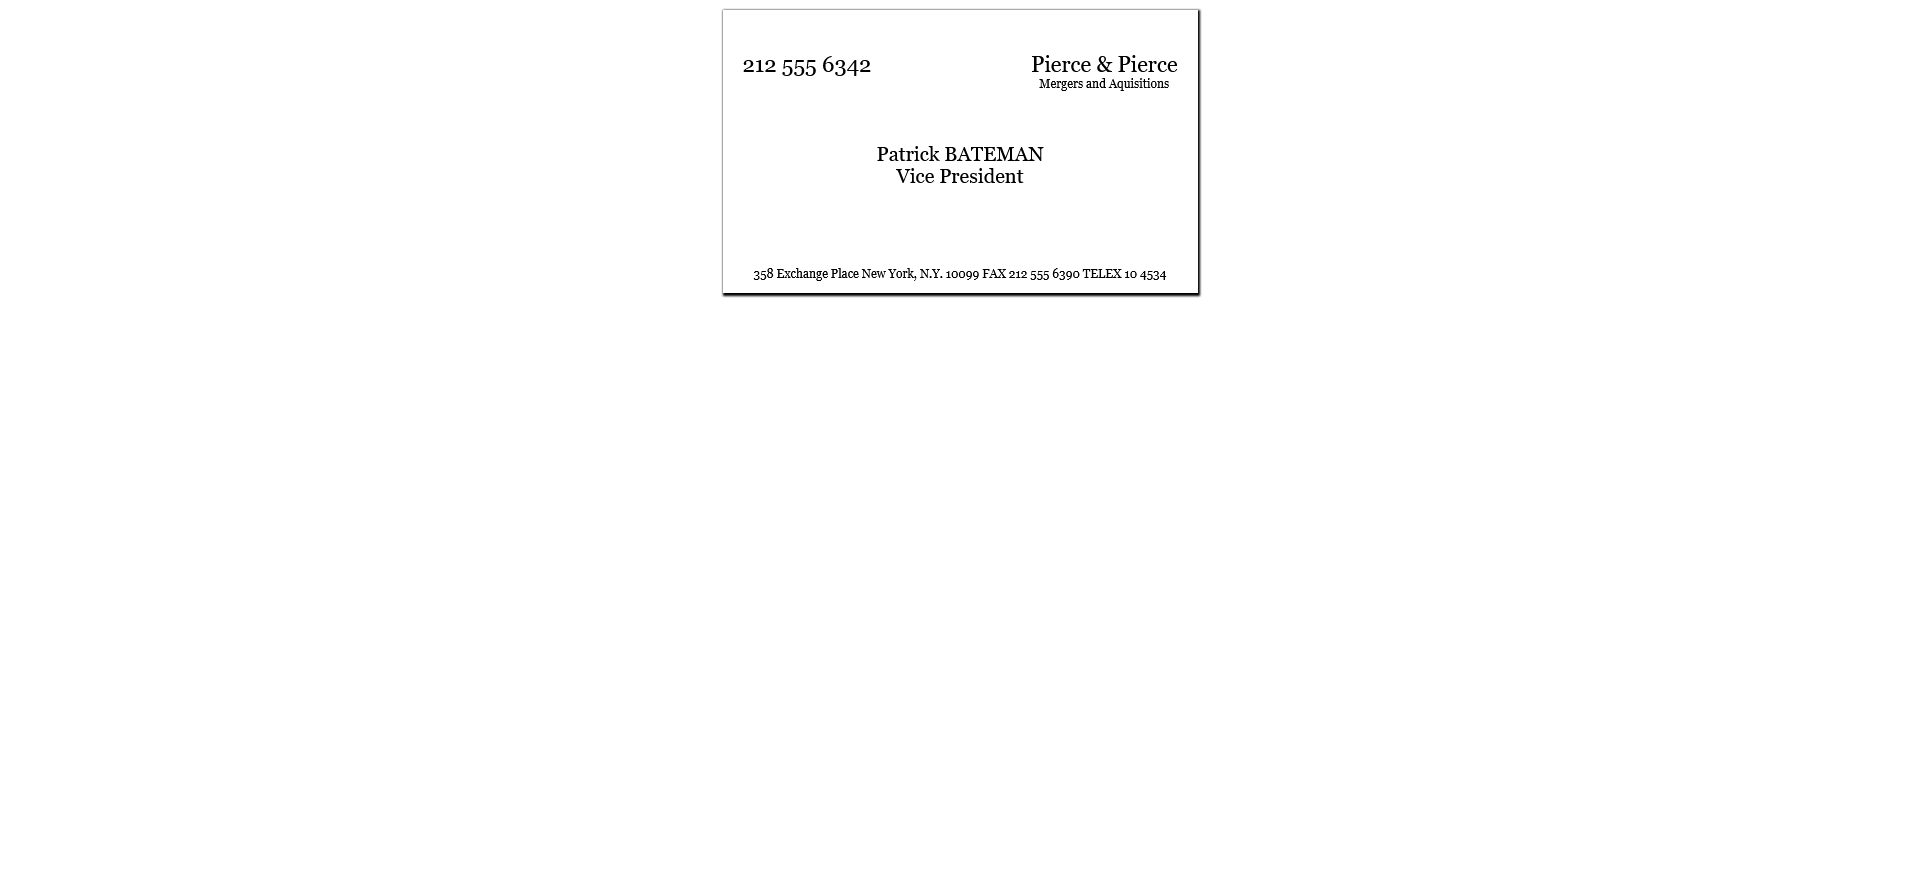 212 555 6342
Pierce & Pierce
Mergers and Aquisitions
Patrick BATEMAN
Vice President
358 Exchange Place New York, N.Y. 10099 FAX 212 555 6390 TELEX 10 4534